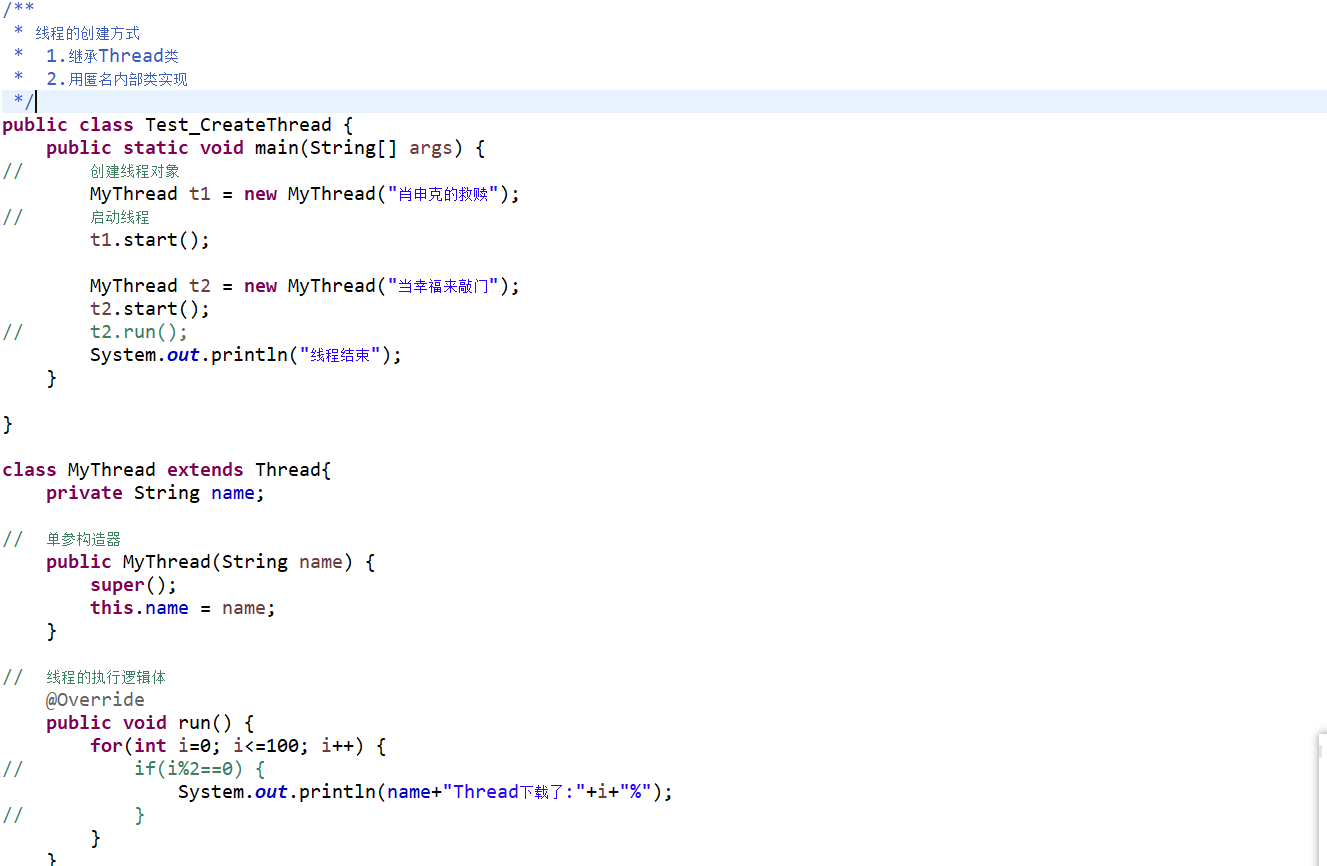 /**
 * 线程的创建方式
 *  1.继承Thread类
 *  2.用匿名内部类实现
 */
public class Test_CreateThread {
    public static void main(String[] args) {
//      创建线程对象
        MyThread t1 = new MyThread("肖申克的救赎");
//      启动线程
        t1.start();
        MyThread t2 = new MyThread("当幸福来敲门");
        t2.start();
//      t2.run();
        System.out.println("线程结束");
    }
}
class MyThread extends Thread{
    private String name;
//  单参构造器
    public MyThread(String name) {
        super();
        this.name = name;
    }
//  线程的执行逻辑体
    @Override
    public void run() {
        for(int i=0; i<=100; i++) {
//          if(i%2==0) {
                System.out.println(name+"Thread下载了:"+i+"%");
//          }
        }
    }